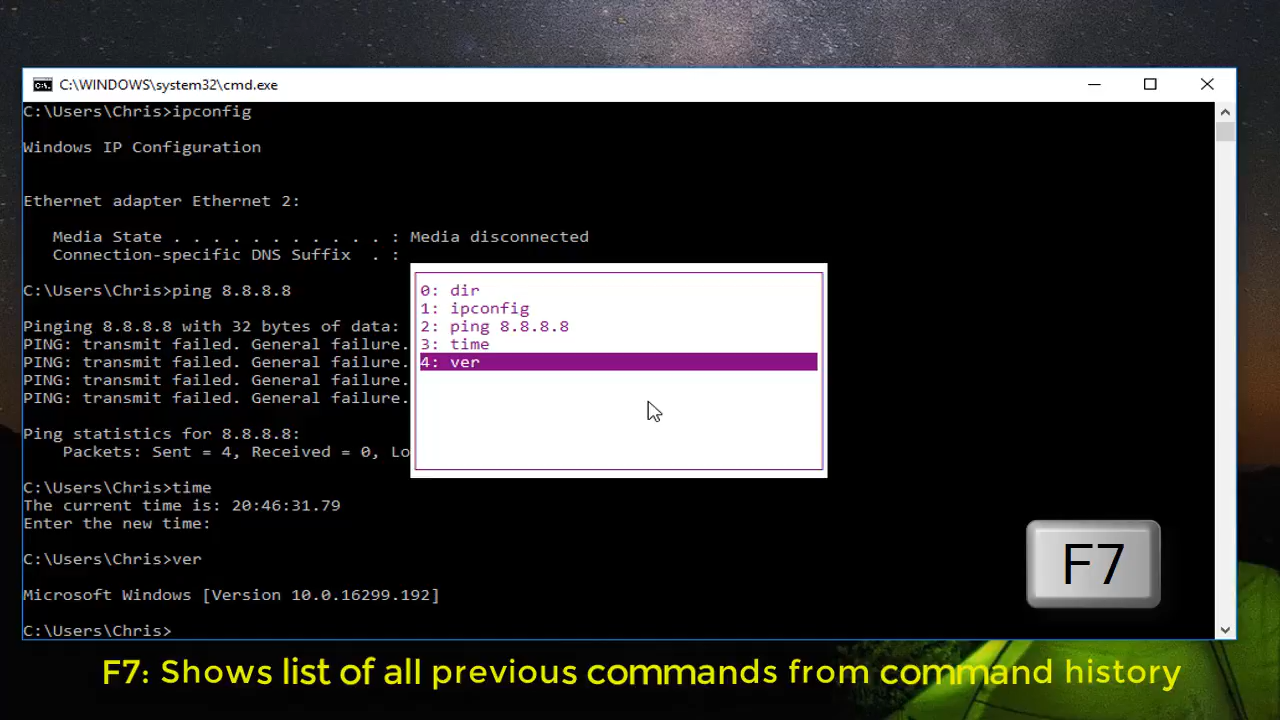 C:\WINDOWS\system32\cmd.exe
C:\Users\Chris>ipconfig
Windows IP Configuration
Ethernet adapter Ethernet 2:
Media State . . . . . . . . . . . : Media disconnected
Connection-specific DNS Suffix  . :
C:\Users\Chris>ping 8.8.8.8
Pinging 8.8.8.8 with 32 bytes of data:
PING: transmit failed. General failure.
PING: transmit failed. General failure.
PING: transmit failed. General failure.
PING: transmit failed. General failure.
Ping statistics for 8.8.8.8:
Packets: Sent = 4, Received = 0, Lo
C:\Users\Chris>time
The current time is: 20:46:31.79
Enter the new time:
C:\Users\Chris>ver
Microsoft Windows [Version 10.0.16299.192]
C:\Users\Chris>
0: dir
1: ipconfig
2: ping 8.8.8.8
3: time
4: ver
F7
F7: Shows list of all previous commands from command history